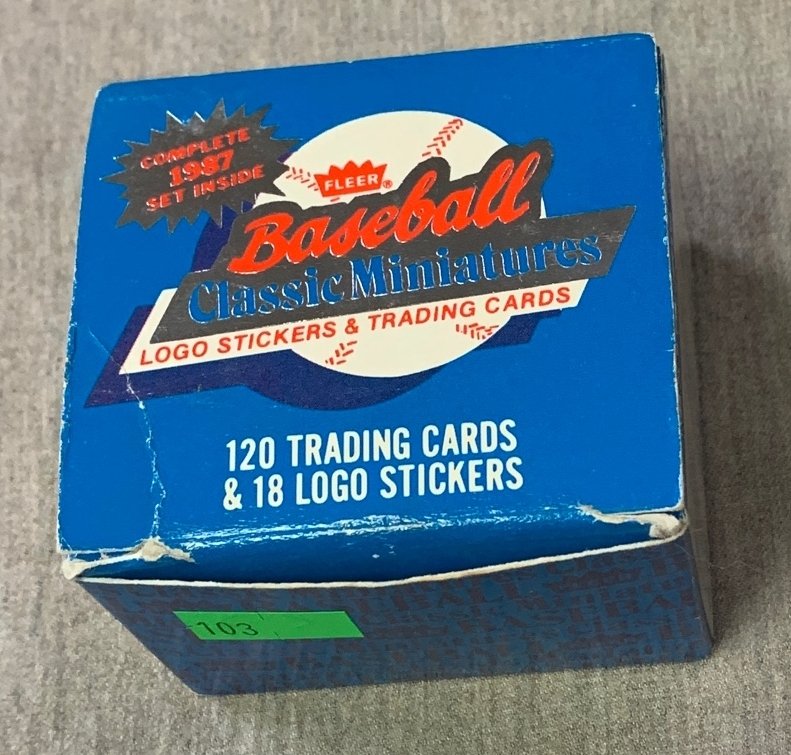 COMPLETE
1987
SET INSIDE
FLEER®
Baseball
Classic Miniatures
LOGO STICKERS & TRADING CARDS
120 TRADING CARDS
& 18 LOGO STICKERS
103